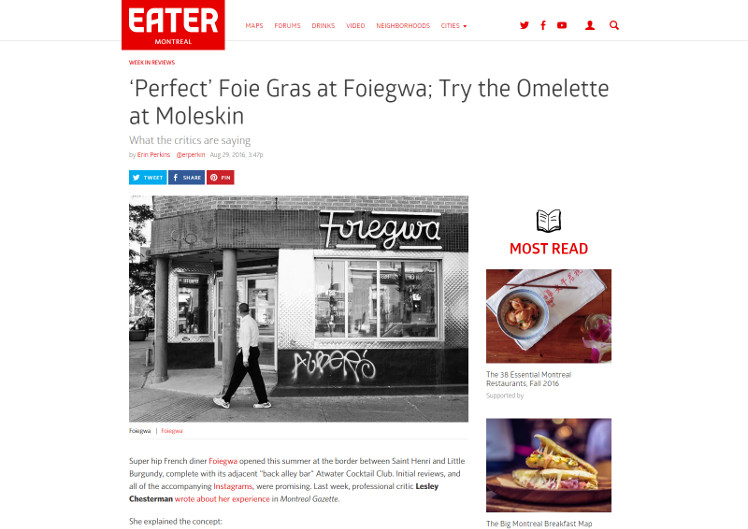 EATER
MONTREAL
MAPS FORUMS DRINKS VIDEO NEIGHBORHOODS CITIES
WEEK IN REVIEWS
‘Perfect’ Foie Gras at Foiegwa; Try the Omelette
at Moleskin
What the critics are saying
by Erin Perkins @erperkin Aug 29, 2016, 3:47p
TWEET SHARE PIN
Foiegwa
AUBER'S
Foiegwa | Foiegwa
Super hip French diner Foiegwa opened this summer at the border between Saint Henri and Little
Burgundy, complete with its adjacent "back alley bar" Atwater Cocktail Club. Initial reviews, and
all of the accompanying Instagrams, were promising. Last week, professional critic Lesley
Chesterman wrote about her experience in Montreal Gazette.
She explained the concept:
MOST READ
The 38 Essential Montreal
Restaurants, Fall 2016
Supported by
The Big Montreal Breakfast Map